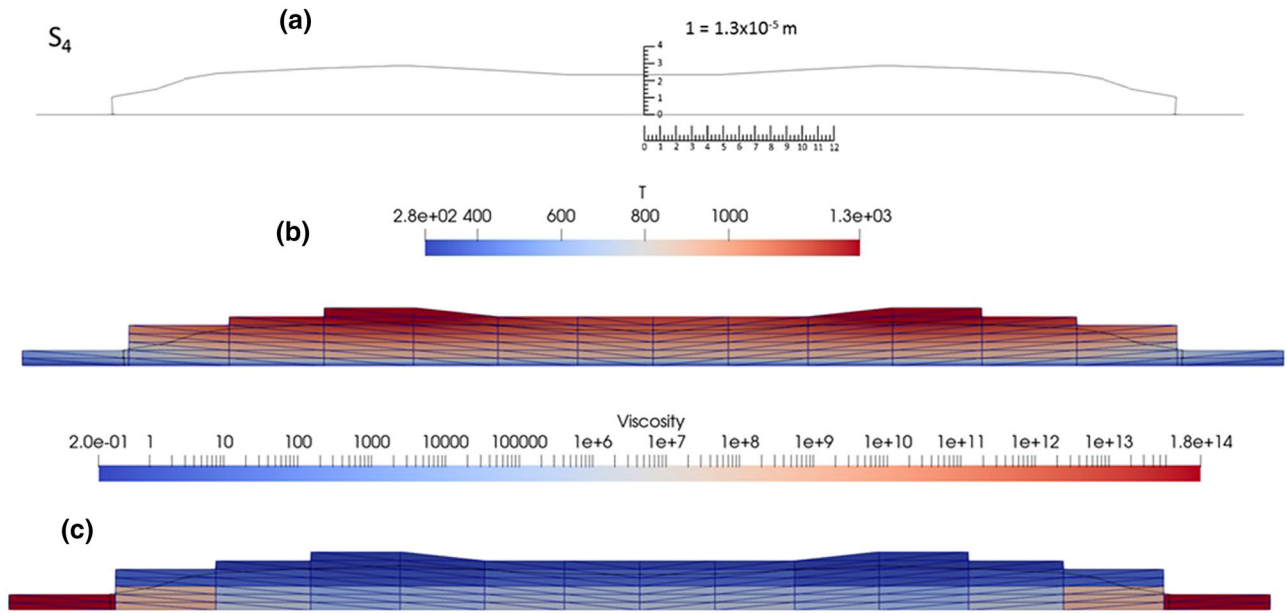 (a)
S4
1 = 1.3x10-5 m
4
3
2
1
0
0 1 2 3 4 5 6 7 8 9 10 11 12
T
2.8e+02 400 600 800 1000 1.3e+03
(b)
Viscosity
2.0e-01 1 10 100 1000 10000 100000 1e+6 1e+7 1e+8 1e+9 1e+10 1e+11 1e+12 1e+13 1.8e+14
(c)